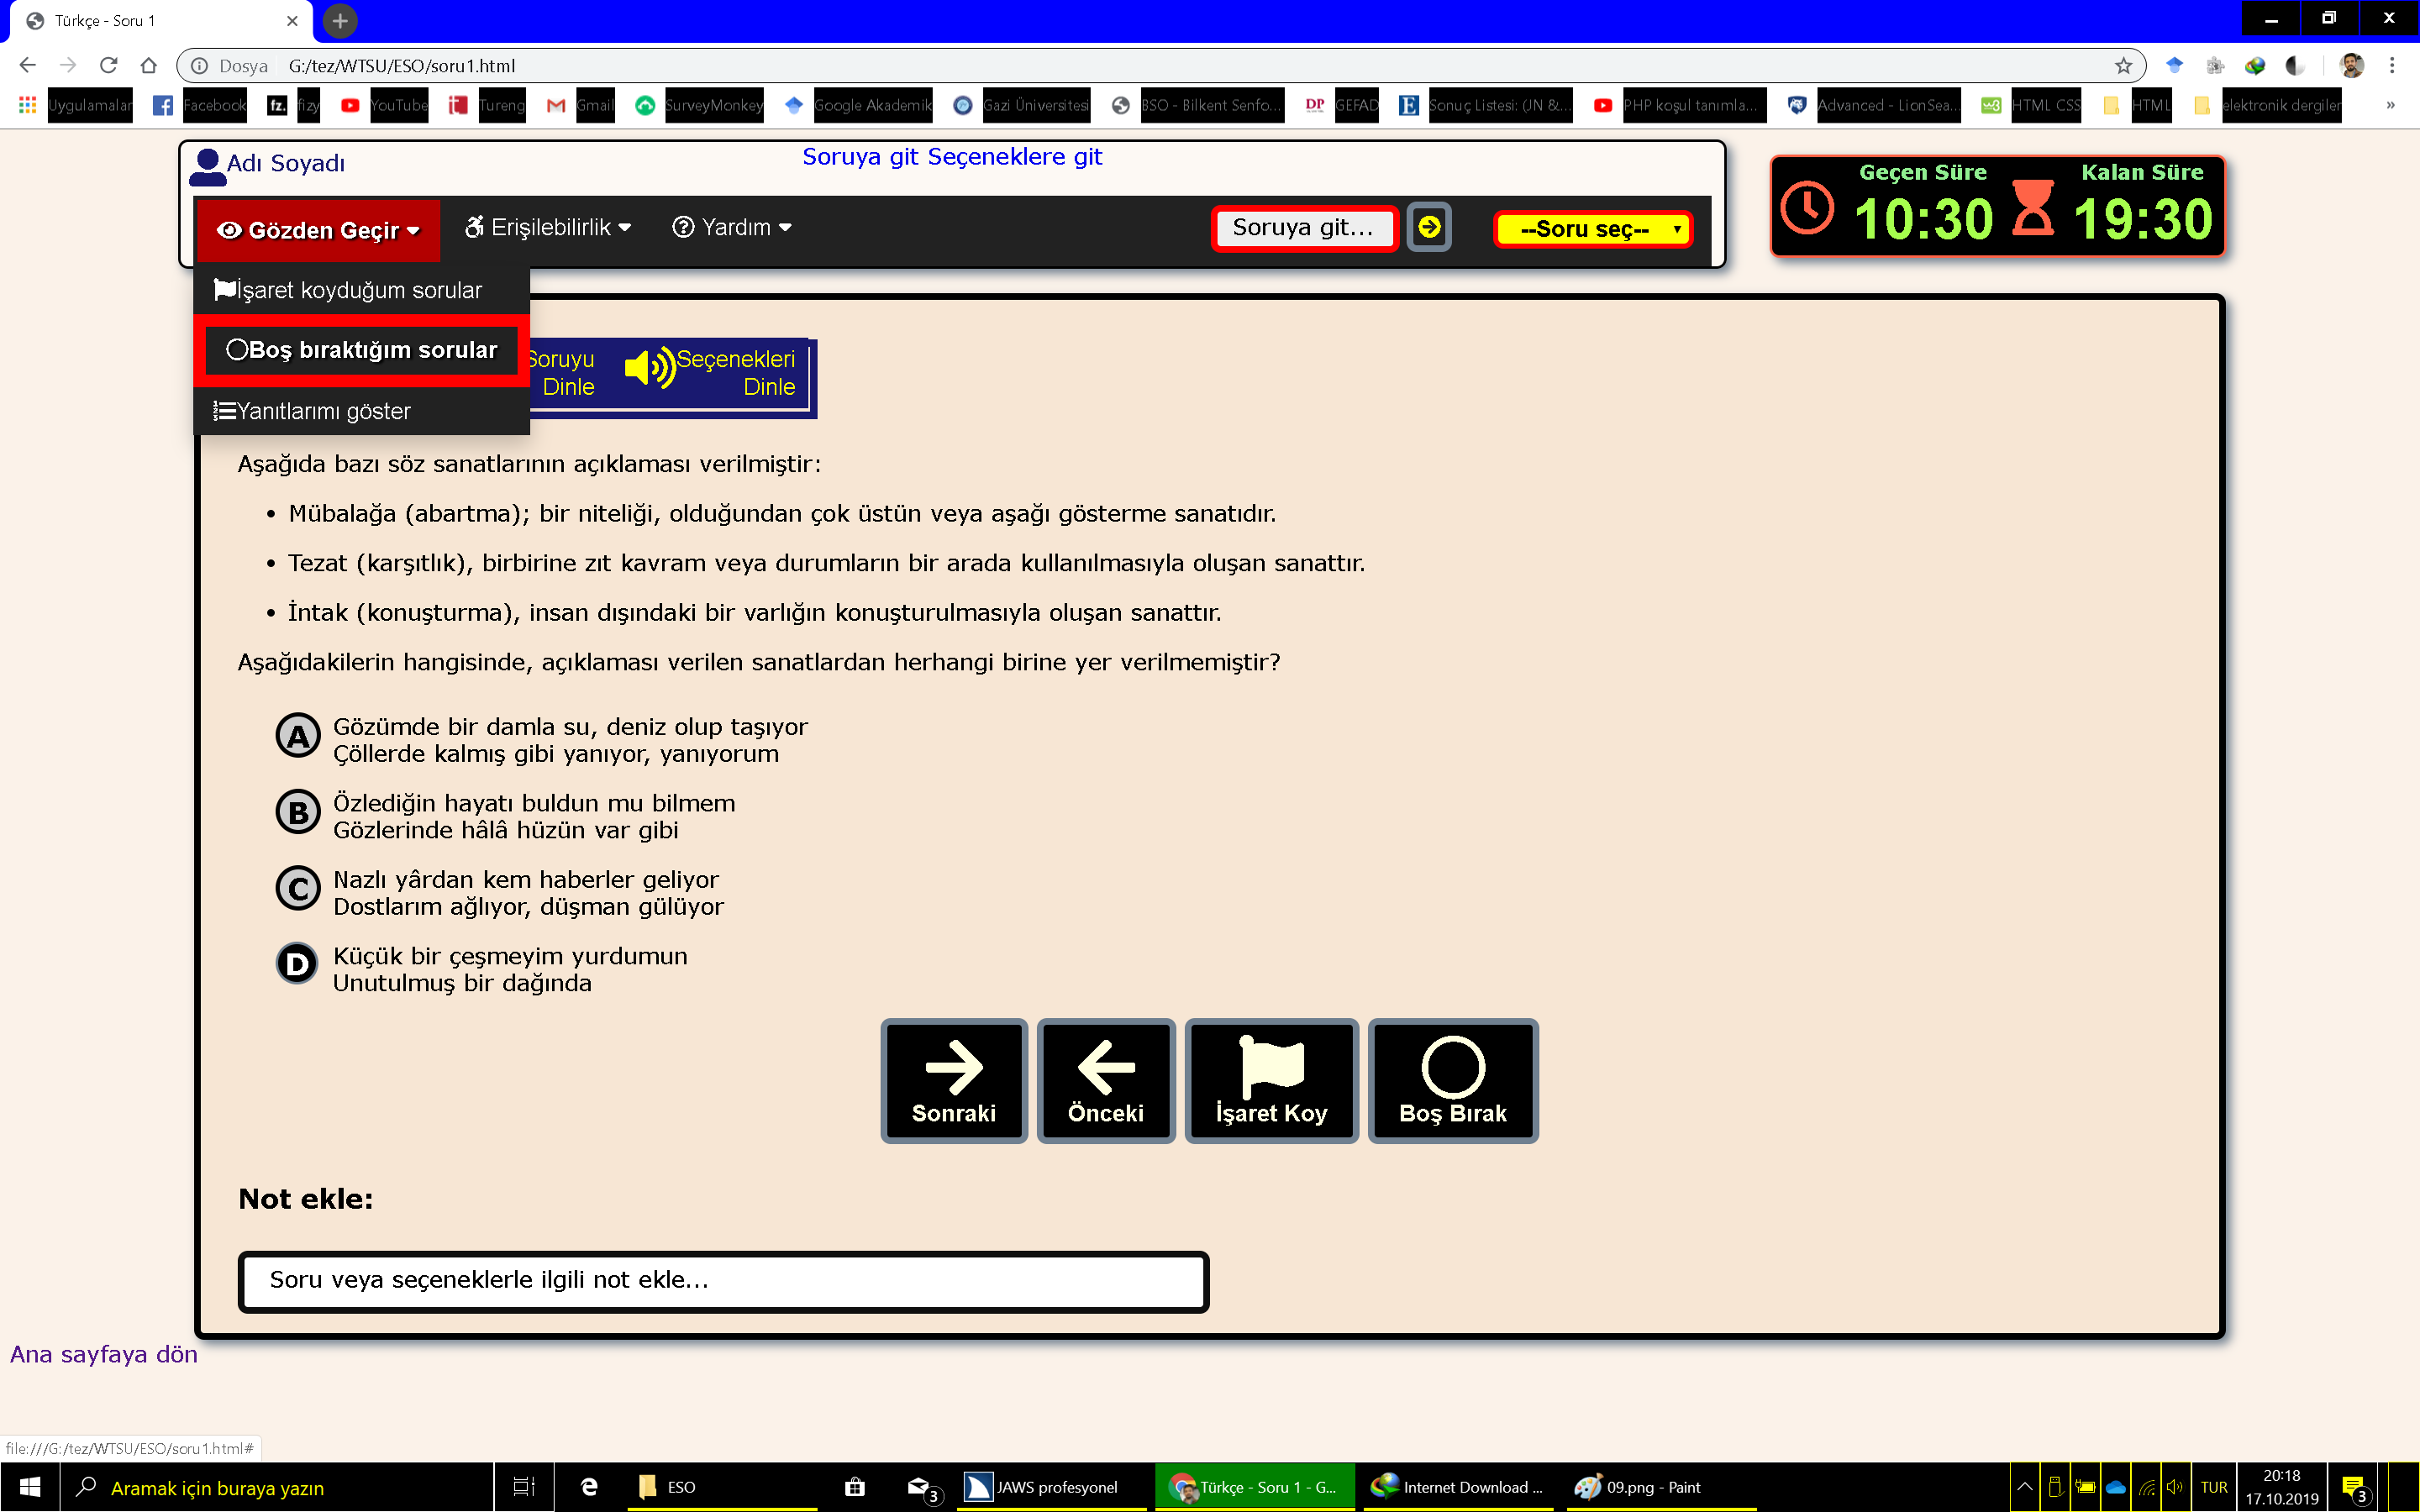 Türkçe - Soru 1
Dosya G:/tez/WTSU/ESO/soru1.html
Uygulamalar Facebook fz. fizy YouTube Tureng Gmail SurveyMonkey Google Akademik Gazi Üniversitesi BSO - Bilkent Senfo... DP GEFAD E Sonuç Listesi: (JN &... PHP koşul tanımla... Advanced - LionSea... w3 HTML CSS HTML elektronik dergiler »
Adı Soyadı
Soruya git Seçeneklere git
Gözden Geçir Erişilebilirlik Yardım Soruya git... --Soru seç--
Geçen Süre Kalan Süre
10:30 19:30
İşaret koyduğum sorular
Boş bıraktığım sorular
Yanıtlarımı göster
Soruyu Dinle
Seçenekleri Dinle
Aşağıda bazı söz sanatlarının açıklaması verilmiştir:
• Mübalağa (abartma); bir niteliği, olduğundan çok üstün veya aşağı gösterme sanatıdır.
• Tezat (karşıtlık), birbirine zıt kavram veya durumların bir arada kullanılmasıyla oluşan sanattır.
• İntak (konuşturma), insan dışındaki bir varlığın konuşturulmasıyla oluşan sanattır.
Aşağıdakilerin hangisinde, açıklaması verilen sanatlardan herhangi birine yer verilmemiştir?
A Gözümde bir damla su, deniz olup taşıyor
Çöllerde kalmış gibi yanıyor, yanıyorum
B Özlediğin hayatı buldun mu bilmem
Gözlerinde hâlâ hüzün var gibi
C Nazlı yârdan kem haberler geliyor
Dostlarım ağlıyor, düşman gülüyor
D Küçük bir çeşmeyim yurdumun
Unutulmuş bir dağında
Sonraki Önceki İşaret Koy Boş Bırak
Not ekle:
Soru veya seçeneklerle ilgili not ekle...
Ana sayfaya dön
file:///G:/tez/WTSU/ESO/soru1.html#
Aramak için buraya yazın ESO 3 JAWS profesyonel Türkçe - Soru 1 - G... Internet Download ... 09.png - Paint TUR 20:18 3
17.10.2019